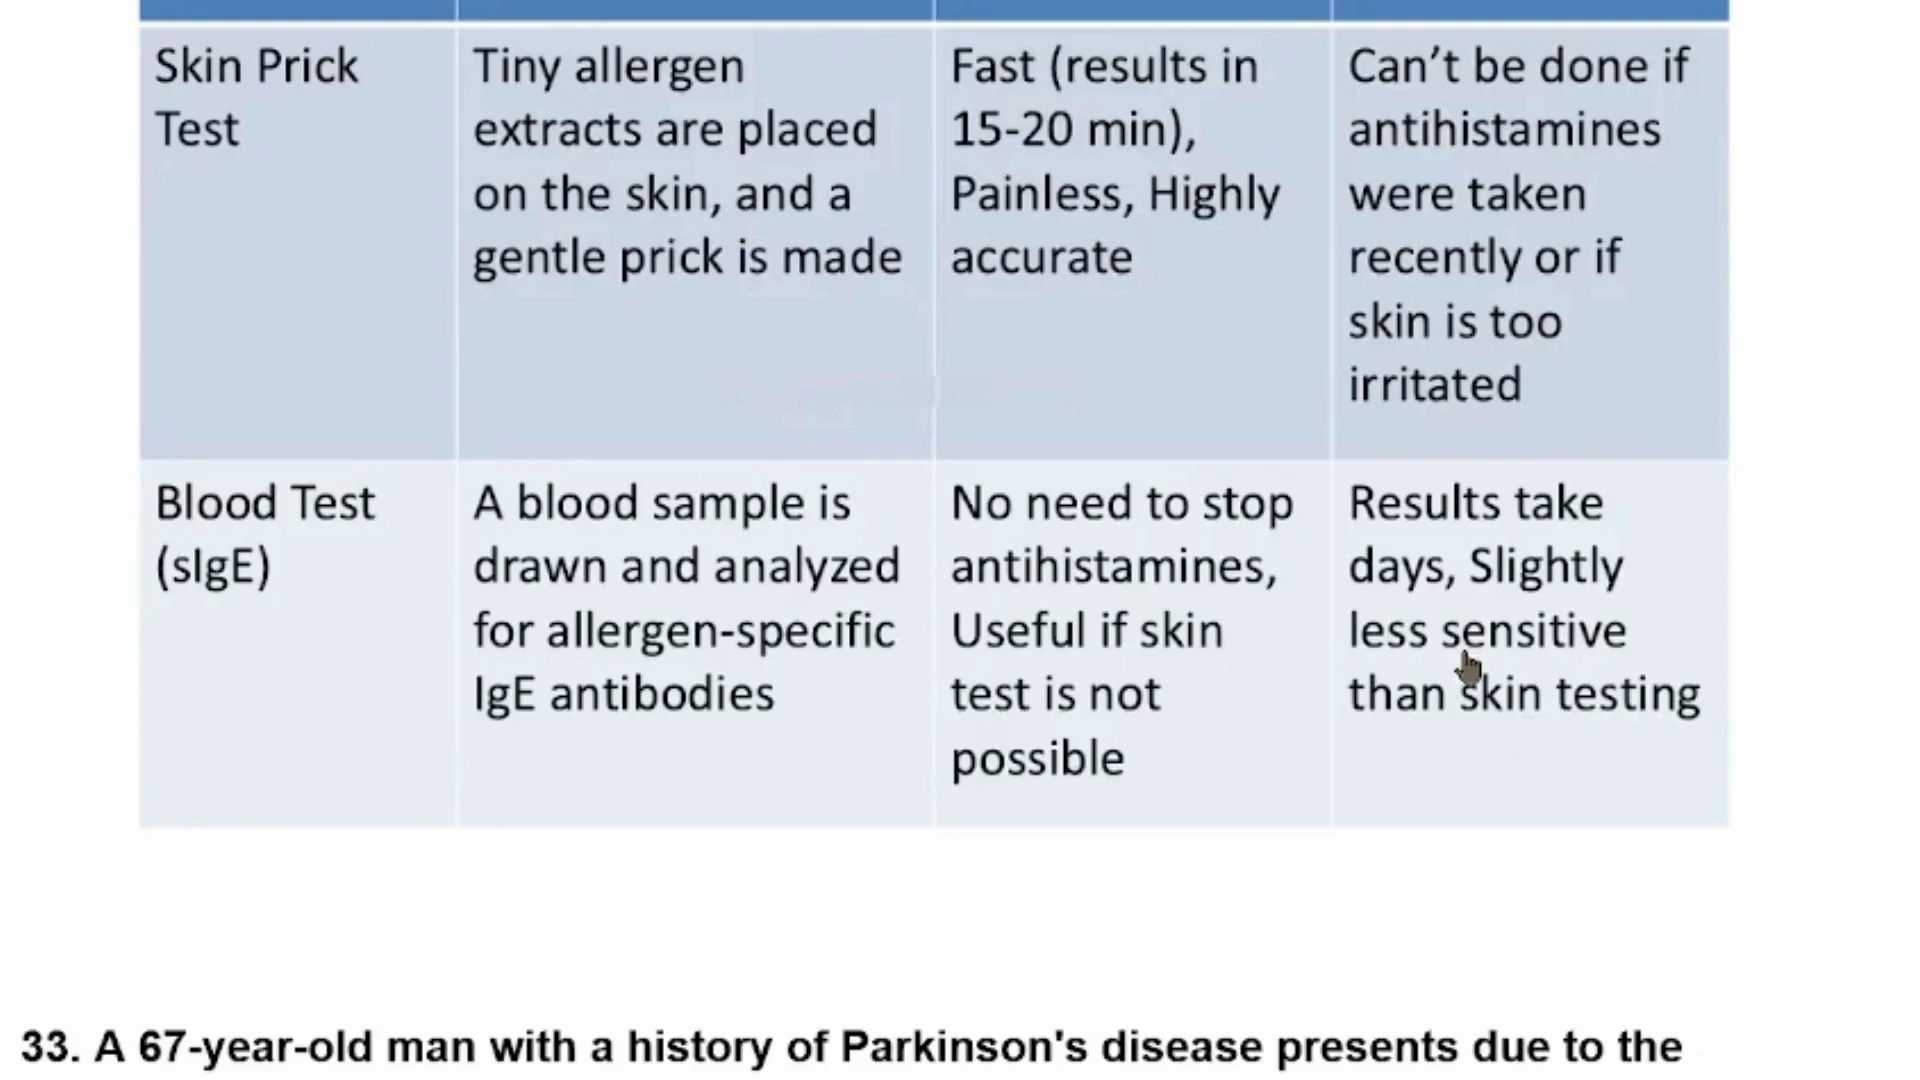 Skin Prick
Test
Tiny allergen
extracts are placed
on the skin, and a
gentle prick is made
Fast (results in
15-20 min),
Painless, Highly
accurate
Can’t be done if
antihistamines
were taken
recently or if
skin is too
irritated
Blood Test
(sIgE)
A blood sample is
drawn and analyzed
for allergen-specific
IgE antibodies
No need to stop
antihistamines,
Useful if skin
test is not
possible
Results take
days, Slightly
less sensitive
than skin testing
33. A 67-year-old man with a history of Parkinson's disease presents due to the